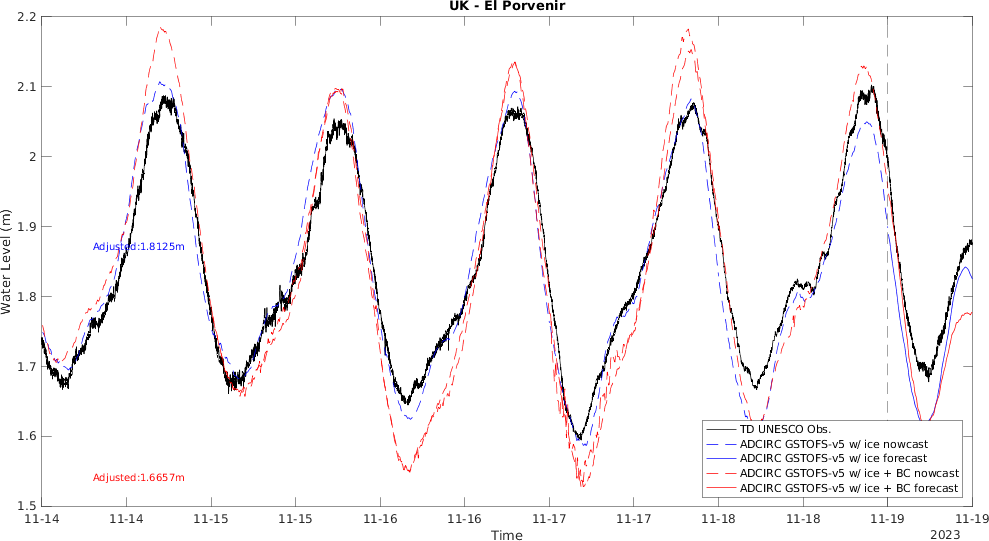 UK - El Porvenir
2.2
2.1
2
1.9
1.8
1.7
1.6
1.5
Water Level (m)
Adjusted:1.8125m
Adjusted:1.6657m
TD UNESCO Obs.
ADCIRC GSTOFS-v5 w/ ice nowcast
ADCIRC GSTOFS-v5 w/ ice forecast
ADCIRC GSTOFS-v5 w/ ice + BC nowcast
ADCIRC GSTOFS-v5 w/ ice + BC forecast
11-14 11-14 11-15 11-15 11-16 11-16 11-17 11-17 11-18 11-18 11-19 11-19
Time
2023